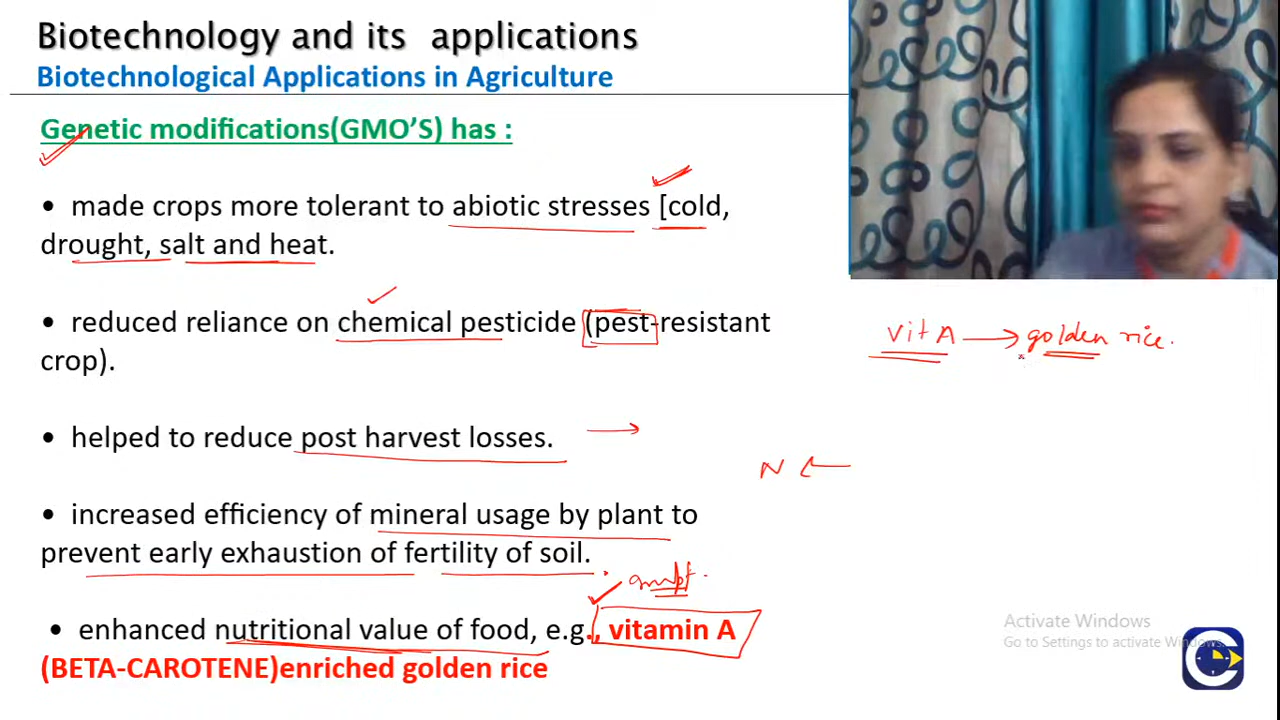 Biotechnology and its applications
Biotechnological Applications in Agriculture
Genetic modifications(GMO'S) has :
• made crops more tolerant to abiotic stresses [cold,
drought, salt and heat.
• reduced reliance on chemical pesticide (pest-resistant
crop).
vitA → golden rice.
• helped to reduce post harvest losses. →
N ←
• increased efficiency of mineral usage by plant to
prevent early exhaustion of fertility of soil.
• enhanced nutritional value of food, e.g., vitamin A
(BETA-CAROTENE)enriched golden rice
Activate Windows
Go to Settings to activate Windows.